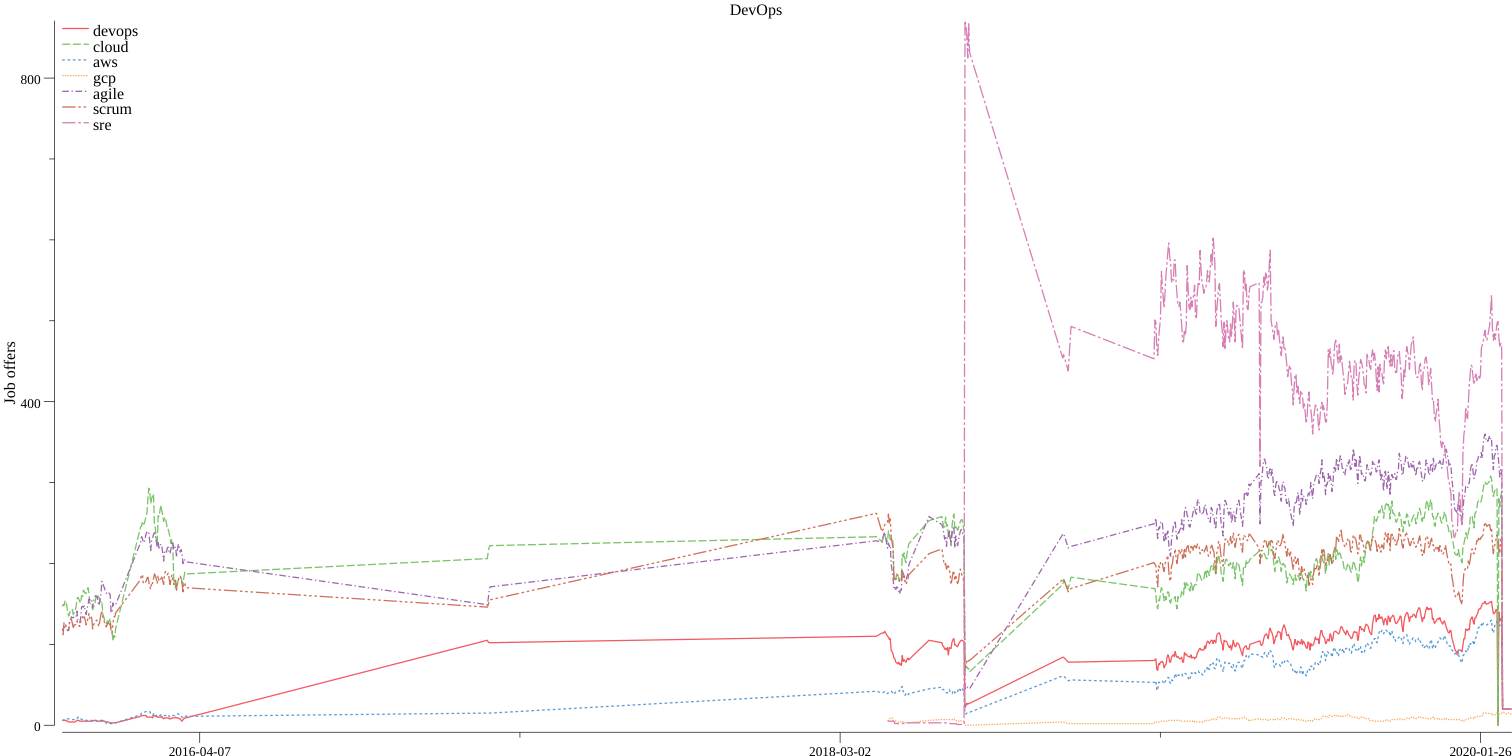 DevOps
devops
cloud
aws
gcp
agile
scrum
sre
800
400
0
Job offers
2016-04-07
2018-03-02
2020-01-26